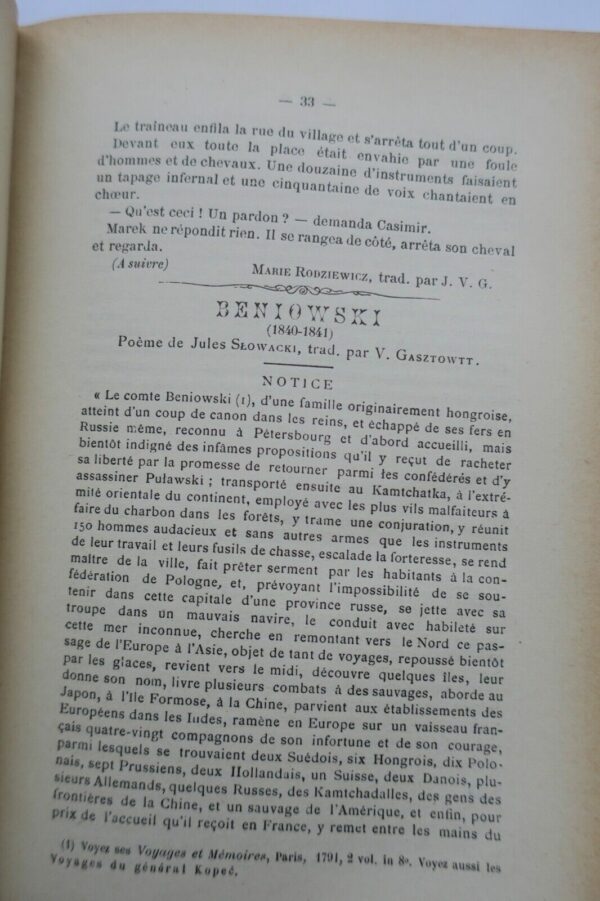 — 33 —
Le traîneau enfila la rue du village et s'arrêta tout d'un coup.
Devant eux toute la place était envahie par une foule
d'hommes et de chevaux. Une douzaine d'instruments faisaient
un tapage infernal et une cinquantaine de voix chantaient en
chœur.
— Qu'est ceci ! Un pardon ? — demanda Casimir.
Marek ne répondit rien. Il se rangea de côté, arrêta son cheval
et regarda.
(A suivre)
MARIE RODZIEWICZ, trad. par J. V. G.
BENIOWSKI
(1840-1841)
Poème de Jules SŁOWACKI, trad. par V. GASZTOWTT.
NOTICE
« Le comte Beniowski (1), d'une famille originairement hongroise,
atteint d'un coup de canon dans les reins, et échappé de ses fers en
Russie même, reconnu à Pétersbourg et d'abord accueilli, mais
bientôt indigné des infâmes propositions qu'il y reçut de racheter
sa liberté par la promesse de retourner parmi les confédérés et d'y
assassiner Puławski ; transporté ensuite au Kamtchatka, à l'extré-
mité orientale du continent, employé avec les plus vils malfaiteurs à
faire du charbon dans les forêts, y trame une conjuration, y réunit
150 hommes audacieux et sans autres armes que les instruments
de leur travail et leurs fusils de chasse, escalade la forteresse, se rend
maître de la ville, fait prêter serment par les habitants à la con-
fédération de Pologne, et, prévoyant l'impossibilité de se sou-
tenir dans cette capitale d'une province russe, se jette avec sa
troupe dans un mauvais navire, le conduit avec habileté sur
cette mer inconnue, cherche en remontant vers le Nord ce pas-
sage de l'Europe à l'Asie, objet de tant de voyages, repoussé bientôt
par les glaces, revient vers le midi, découvre quelques îles, leur
donne son nom, livre plusieurs combats à des sauvages, aborde au
Japon, à l'Ile Formose, à la Chine, parvient aux établissements des
Européens dans les Indes, ramène en Europe sur un vaisseau fran-
çais quatre-vingt compagnons de son infortune et de son courage,
parmi lesquels se trouvaient deux Suédois, six Hongrois, dix Polo-
nais, sept Prussiens, deux Hollandais, un Suisse, deux Danois, plu-
sieurs Allemands, quelques Russes, des Kamtchadalles, des gens des
frontières de la Chine, et un sauvage de l'Amérique, et enfin, pour
prix de l'accueil qu'il reçoit en France, y remet entre les mains du
(1) Voyez ses Voyages et Mémoires, Paris, 1791, 2 vol. in 8°. Voyez aussi les
Voyages du général Kopeć.